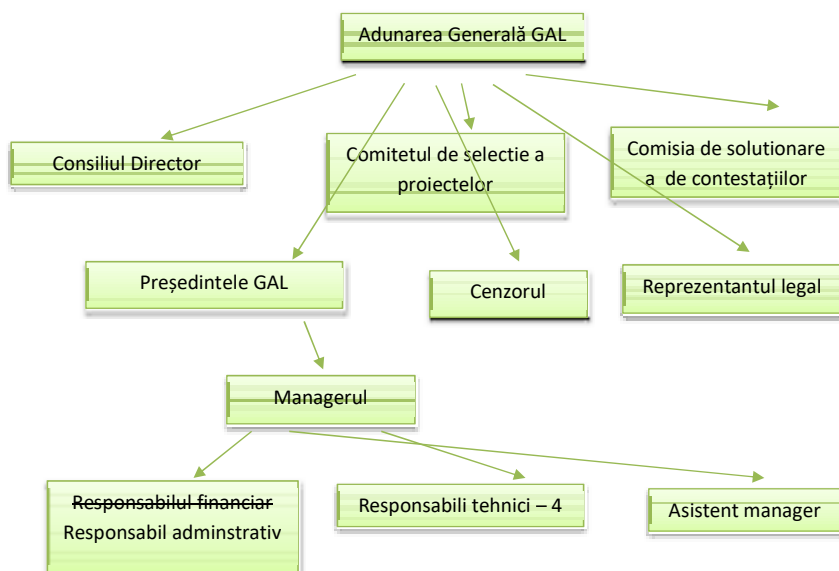 Adunarea Generală GAL
Consiliul Director
Comitetul de selectie a
proiectelor
Comisia de solutionare
a  de contestațiilor
Președintele GAL
Cenzorul
Reprezentantul legal
Managerul
Responsabilul financiar
Responsabil adminstrativ
Responsabili tehnici – 4
Asistent manager